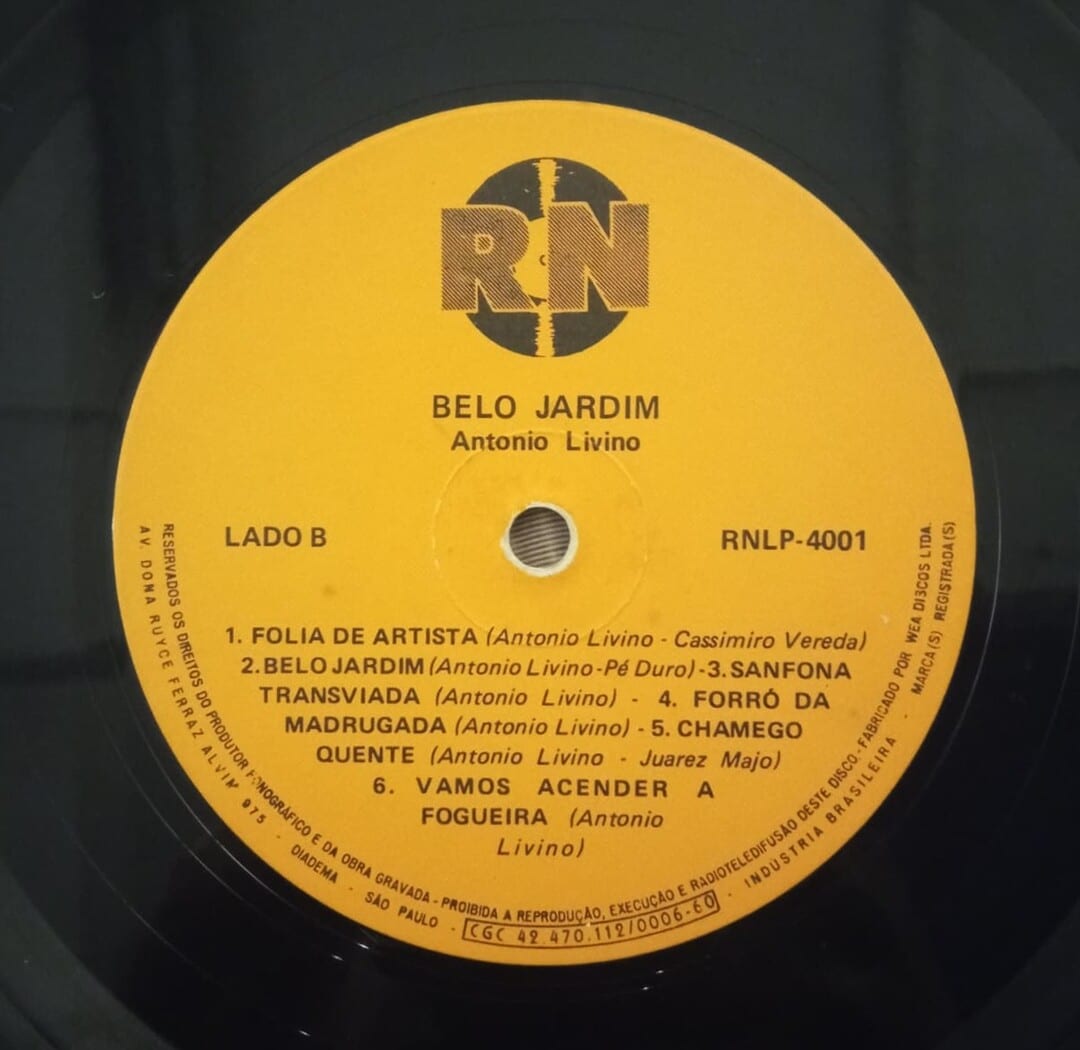 RN
BELO JARDIM
Antonio Livino
LADO B
RNLP-4001
1. FOLIA DE ARTISTA (Antonio Livino - Cassimiro Vereda)
2. BELO JARDIM (Antonio Livino - Pé Duro) - 3. SANFONA
TRANSVIADA (Antonio Livino) - 4. FORRÓ DA
MADRUGADA (Antonio Livino) - 5. CHAMEGO
QUENTE (Antonio Livino - Juarez Majo)
6. VAMOS ACENDER A
FOGUEIRA (Antonio
Livino)
RESERVADOS OS DIREITOS DO PRODUTOR FONOGRÁFICO E DA OBRA GRAVADA - PROIBIDA A REPRODUÇÃO, EXECUÇÃO E RADIOTELEDIFUSÃO DESTE DISCO - FABRICADO POR WEA DISCOS LTDA.
AV. DONA RUYCE FERRAZ ALVIM 975 - DIADEMA - SÃO PAULO - CGC 42.470.112/0006-60 - INDÚSTRIA BRASILEIRA MARCA(S) REGISTRADA(S)